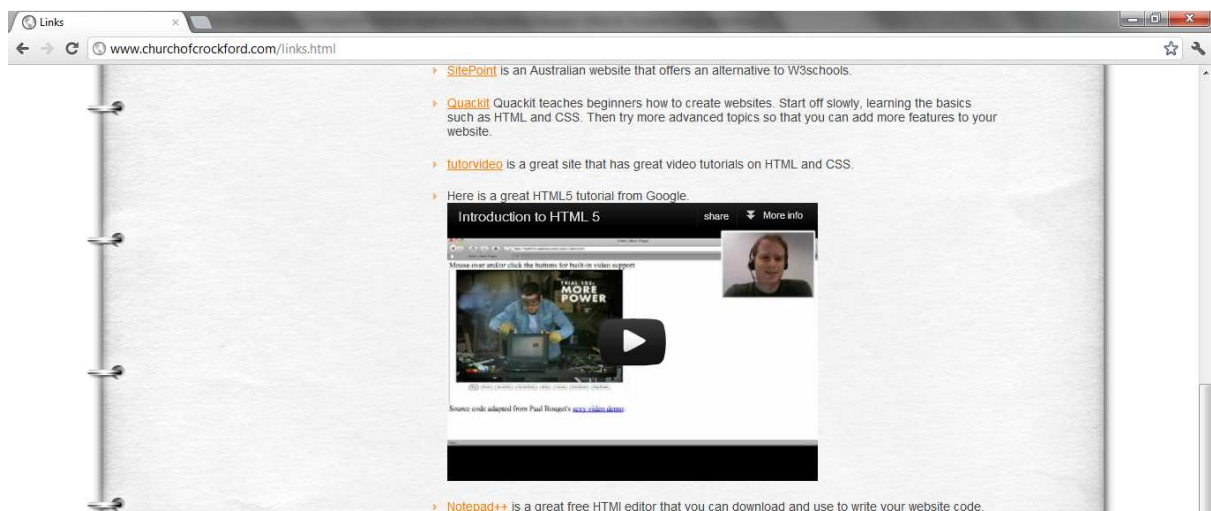 Links
www.churchofcrockford.com/links.html
SitePoint is an Australian website that offers an alternative to W3schools.
Quackit Quackit teaches beginners how to create websites. Start off slowly, learning the basics
such as HTML and CSS. Then try more advanced topics so that you can add more features to your
website.
tutorvideo is a great site that has great video tutorials on HTML and CSS.
Here is a great HTML5 tutorial from Google.
Introduction to HTML 5
share
More info
Mouse over and/or click the buttons for built-in video support
TRIAL 102:
MORE
POWER
Source code adapted from Paul Rouget's sexy video demo.
Notepad++ is a great free HTMl editor that you can download and use to write your website code.